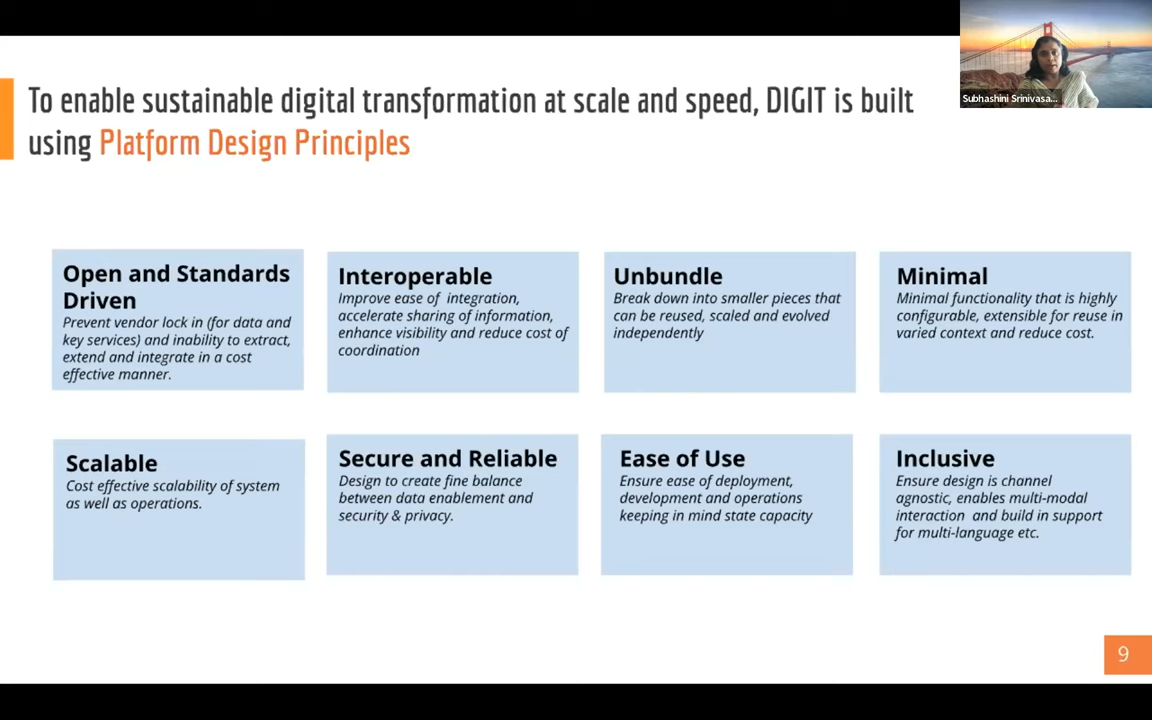 To enable sustainable digital transformation at scale and speed, DIGIT is built
using Platform Design Principles
Subhashini Srinivasa...
Open and Standards
Driven
Prevent vendor lock in (for data and
key services) and inability to extract,
extend and integrate in a cost
effective manner.
Interoperable
Improve ease of integration,
accelerate sharing of information,
enhance visibility and reduce cost of
coordination
Unbundle
Break down into smaller pieces that
can be reused, scaled and evolved
independently
Minimal
Minimal functionality that is highly
configurable, extensible for reuse in
varied context and reduce cost.
Scalable
Cost effective scalability of system
as well as operations.
Secure and Reliable
Design to create fine balance
between data enablement and
security & privacy.
Ease of Use
Ensure ease of deployment,
development and operations
keeping in mind state capacity
Inclusive
Ensure design is channel
agnostic, enables multi-modal
interaction and build in support
for multi-language etc.
9